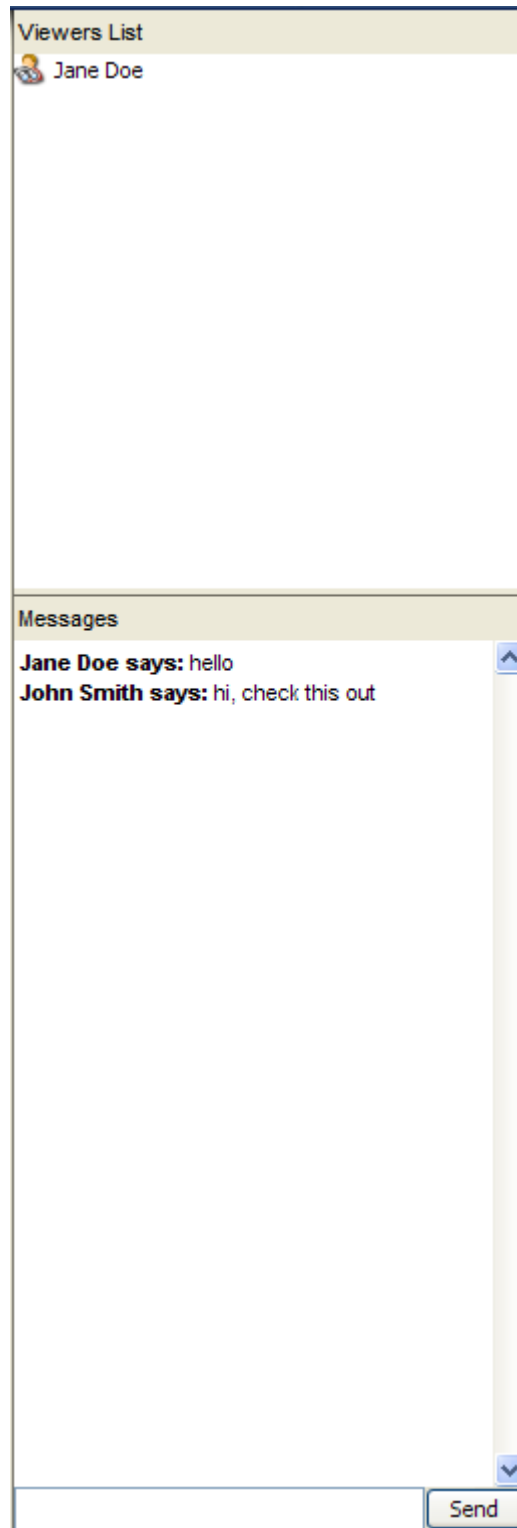 Viewers List
Jane Doe
Messages
Jane Doe says: hello
John Smith says: hi, check this out
Send